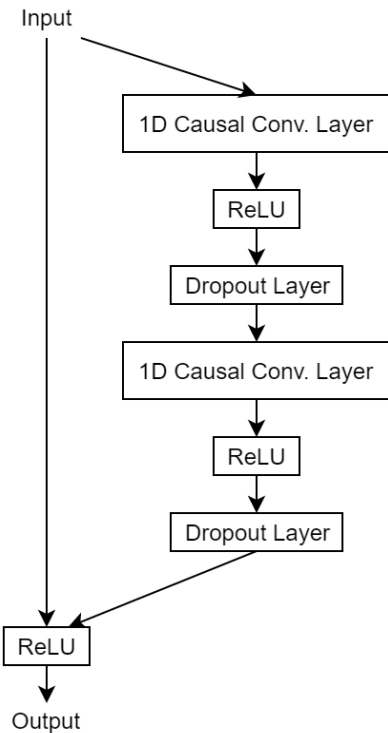 Input
1D Causal Conv. Layer
ReLU
Dropout Layer
1D Causal Conv. Layer
ReLU
Dropout Layer
ReLU
Output